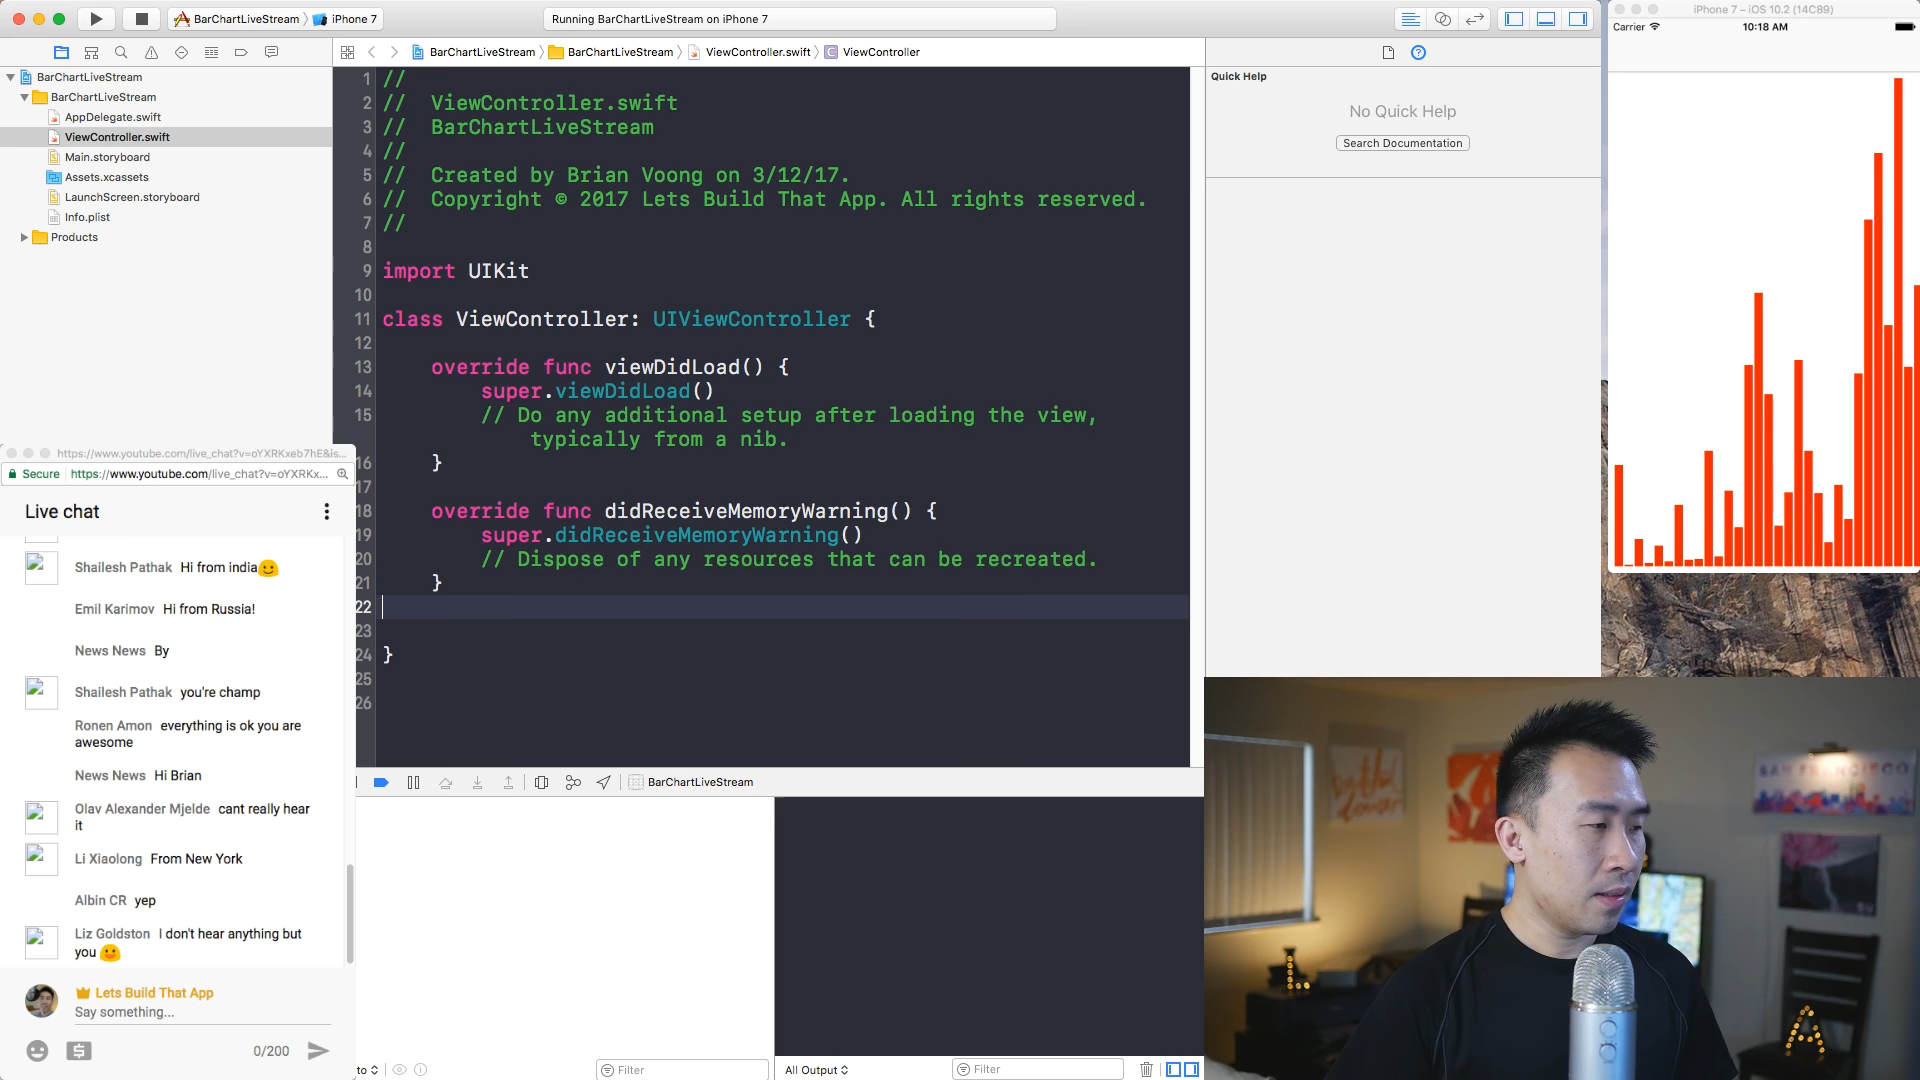 BarChartLiveStream
iPhone 7
Running BarChartLiveStream on iPhone 7
BarChartLiveStream
BarChartLiveStream
ViewController.swift
ViewController
BarChartLiveStream
BarChartLiveStream
AppDelegate.swift
ViewController.swift
Main.storyboard
Assets.xcassets
LaunchScreen.storyboard
Info.plist
Products
1 //
2 //  ViewController.swift
3 //  BarChartLiveStream
4 //
5 //  Created by Brian Voong on 3/12/17.
6 //  Copyright © 2017 Lets Build That App. All rights reserved.
7 //
8
9 import UIKit
10
11 class ViewController: UIViewController {
12
13     override func viewDidLoad() {
14         super.viewDidLoad()
15         // Do any additional setup after loading the view,
typically from a nib.
16     }
17
18     override func didReceiveMemoryWarning() {
19         super.didReceiveMemoryWarning()
20         // Dispose of any resources that can be recreated.
21     }
22
23
24 }
25
26
Quick Help
No Quick Help
Search Documentation
iPhone 7 – iOS 10.2 (14C89)
Carrier
10:18 AM
https://www.youtube.com/live_chat?v=oYXRKxeb7hE&is...
Secure
https://www.youtube.com/live_chat?v=oYXRKx...
Live chat
Shailesh Pathak Hi from india
Emil Karimov Hi from Russia!
News News By
Shailesh Pathak you're champ
Ronen Amon everything is ok you are
awesome
News News Hi Brian
Olav Alexander Mjelde cant really hear
it
Li Xiaolong From New York
Albin CR yep
Liz Goldston I don't hear anything but
you
Lets Build That App
Say something...
0/200
BarChartLiveStream
to
Filter
All Output
Filter
SAN FRANCISCO
L
A